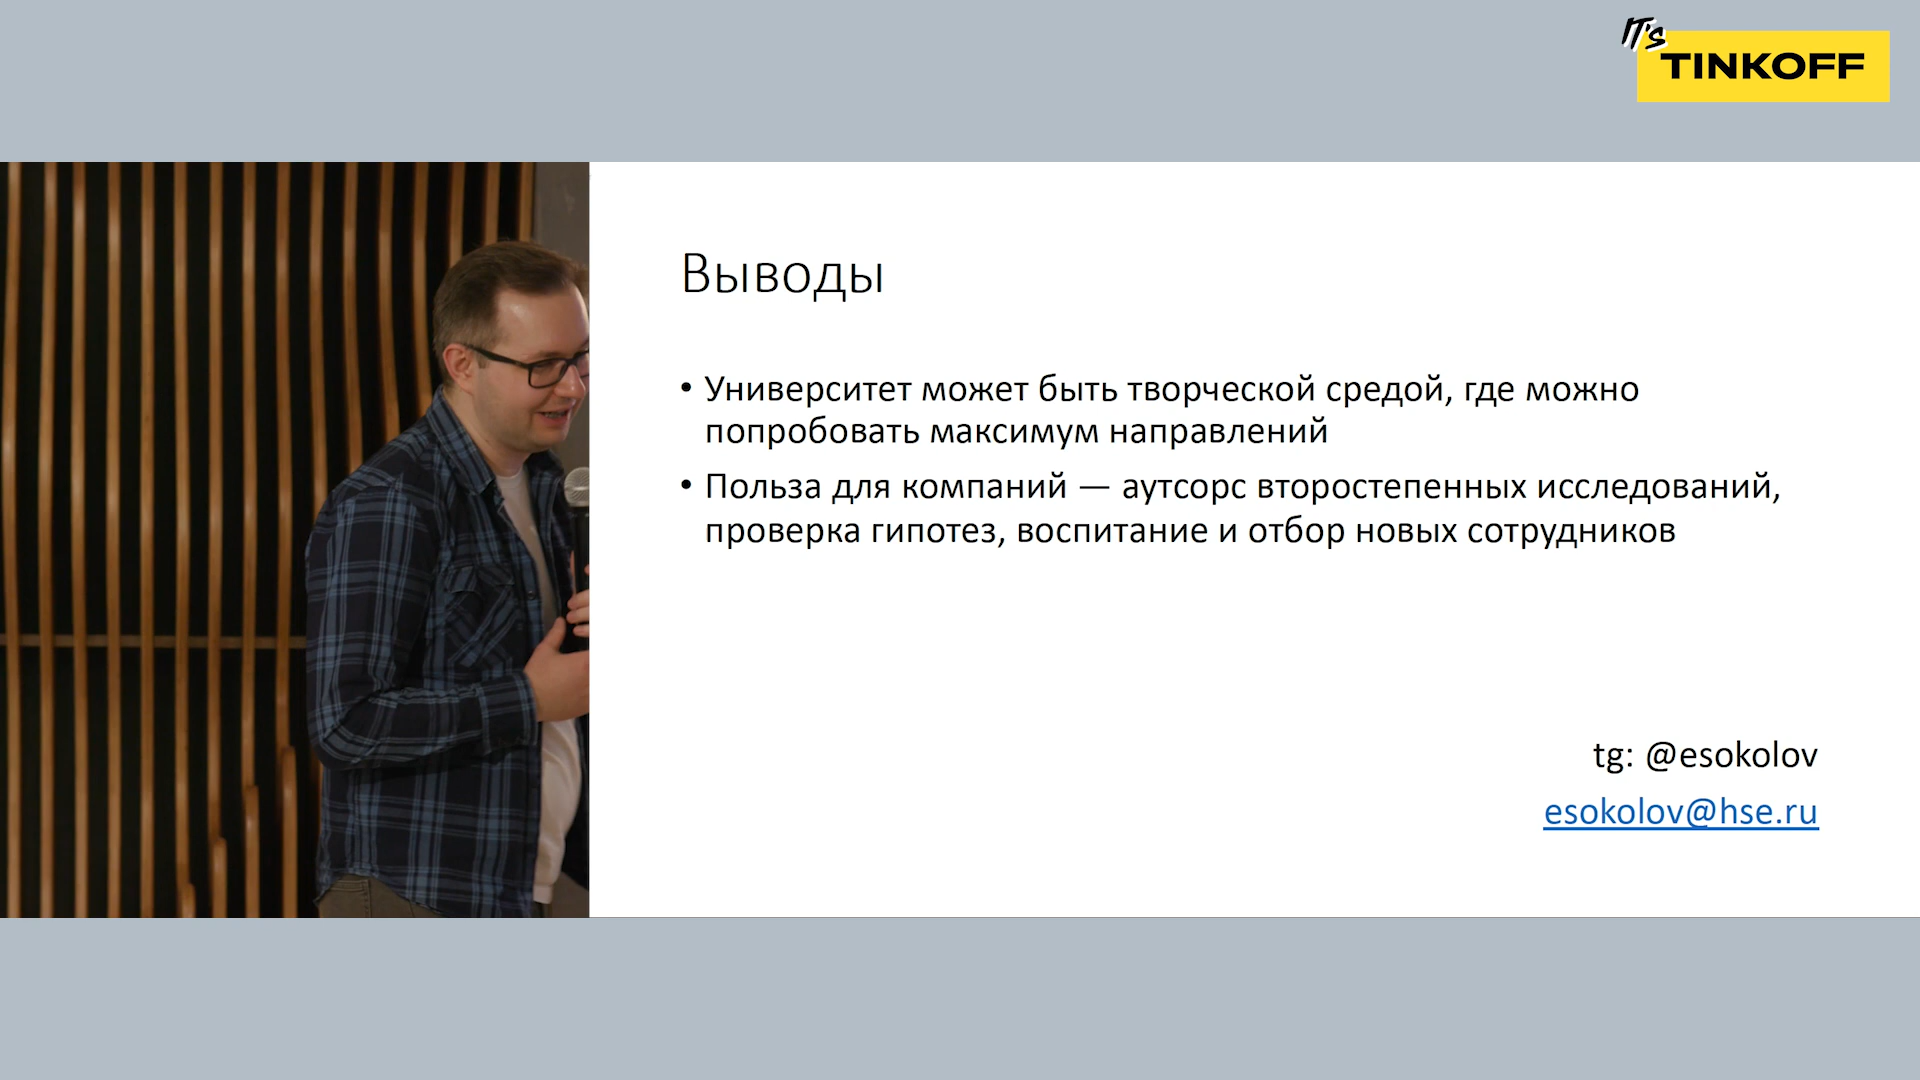 IT's
TINKOFF
Выводы
• Университет может быть творческой средой, где можно
попробовать максимум направлений
• Польза для компаний — аутсорс второстепенных исследований,
проверка гипотез, воспитание и отбор новых сотрудников
tg: @esokolov
esokolov@hse.ru